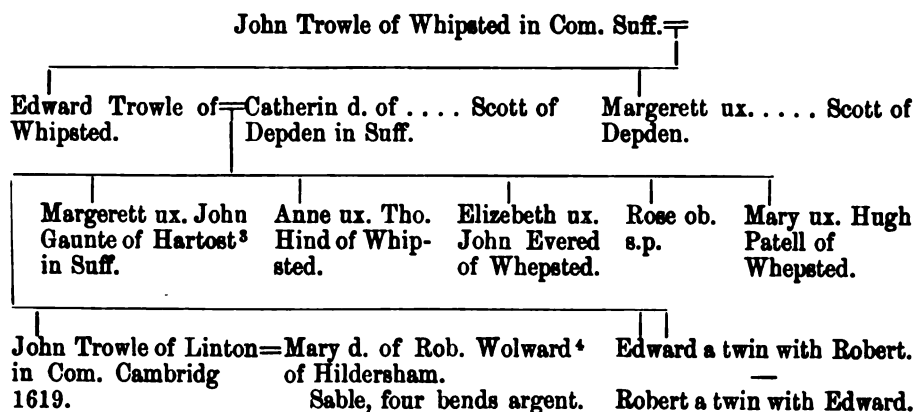 John Trowle of Whipsted in Com. Suff.=
Edward Trowle of=Catherin d. of .... Scott of
Whipsted.
Depden in Suff.
Margerett ux..... Scott of
Depden.
Margerett ux. John
Gaunte of Hartost³
in Suff.
Anne ux. Tho.
Hind of Whip-
sted.
Elizebeth ux.
John Evered
of Whepsted.
Rose ob.
s.p.
Mary ux. Hugh
Patell of
Whepsted.
John Trowle of Linton=Mary d. of Rob. Wolward⁴
in Com. Cambridg
1619.
of Hildersham.
Sable, four bends argent.
Edward a twin with Robert.
—
Robert a twin with Edward.